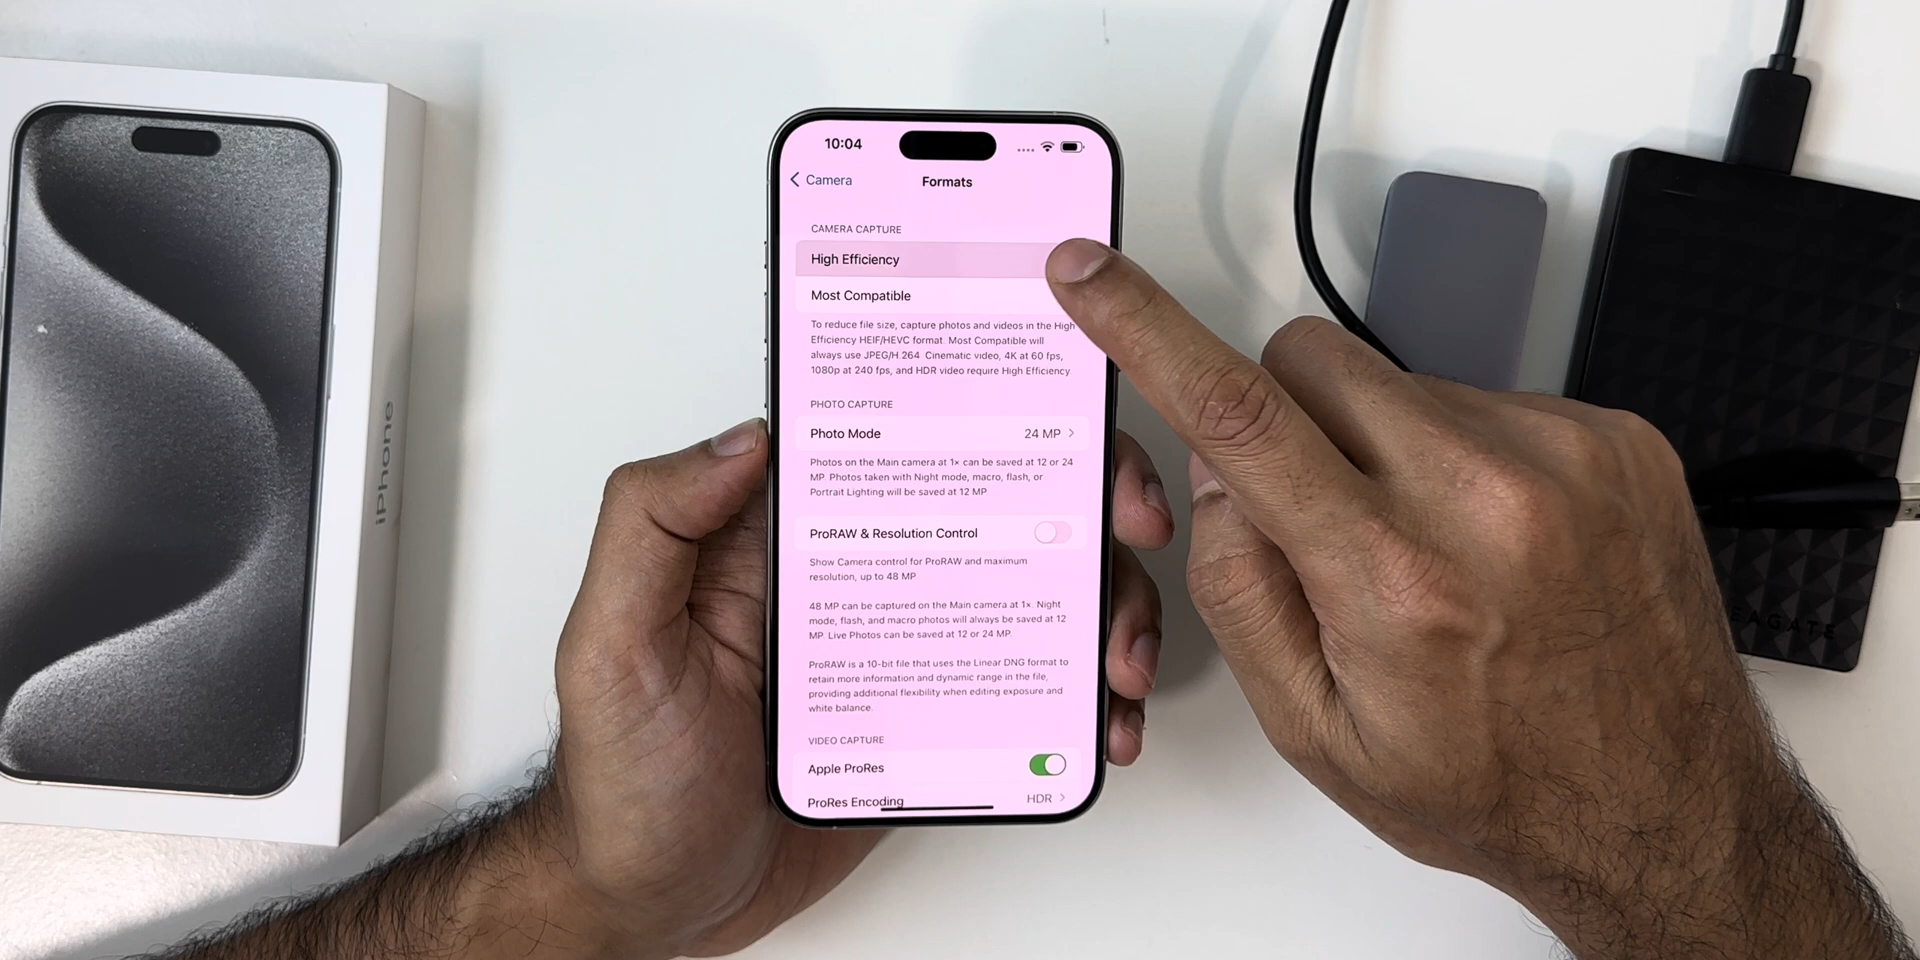 iPhone
10:04
Camera
Formats
CAMERA CAPTURE
High Efficiency
Most Compatible
To reduce file size, capture photos and videos in the High
Efficiency HEIF/HEVC format. Most Compatible will
always use JPEG/H.264. Cinematic video, 4K at 60 fps,
1080p at 240 fps, and HDR video require High Efficiency
PHOTO CAPTURE
Photo Mode 24 MP
Photos on the Main camera at 1x can be saved at 12 or 24
MP. Photos taken with Night mode, macro, flash, or
Portrait Lighting will be saved at 12 MP
ProRAW & Resolution Control
Show Camera control for ProRAW and maximum
resolution, up to 48 MP
48 MP can be captured on the Main camera at 1x. Night
mode, flash, and macro photos will always be saved at 12
MP. Live Photos can be saved at 12 or 24 MP.
ProRAW is a 10-bit file that uses the Linear DNG format to
retain more information and dynamic range in the file,
providing additional flexibility when editing exposure and
white balance.
VIDEO CAPTURE
Apple ProRes
ProRes Encoding HDR
EAGATE